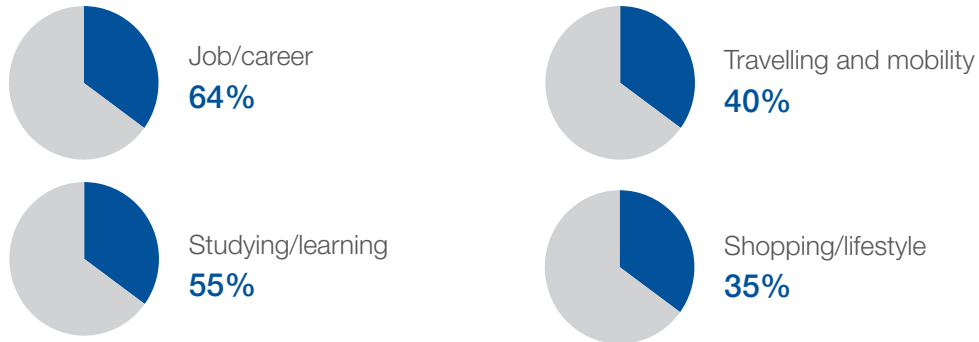 Job/career
64%
Travelling and mobility
40%
Studying/learning
55%
Shopping/lifestyle
35%